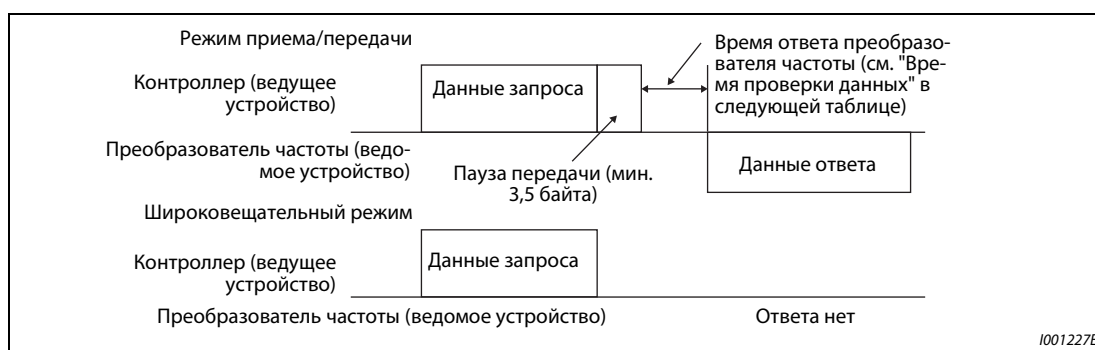 Режим приема/передачи
Время ответа преобразо-
вателя частоты (см. "Вре-
мя проверки данных" в
следующей таблице)
Контроллер (ведущее
устройство)
Данные запроса
Преобразователь частоты (ведо-
мое устройство)
Пауза передачи (мин.
3,5 байта)
Данные ответа
Широковещательный режим
Контроллер (ведущее
устройство)
Данные запроса
Преобразователь частоты (ведомое устройство)
Ответа нет
I001227E